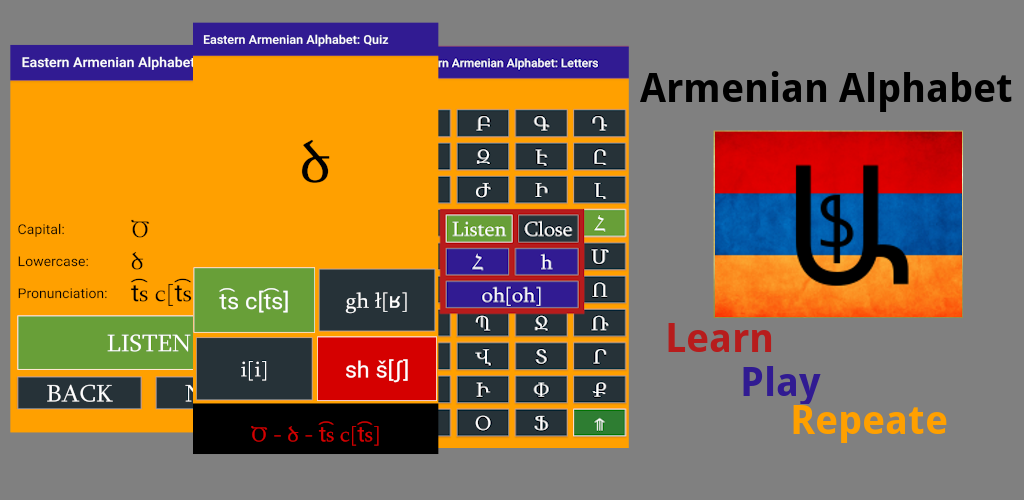 Eastern Armenian Alphabet
Capital: Ծ
Lowercase: ծ
Pronunciation: t͡s c[t͡s
LISTEN
BACK N
Eastern Armenian Alphabet: Quiz
ծ
t͡s c[t͡s] gh ł[ʁ]
i[i] sh š[ʃ]
Ծ - ծ - t͡s c[t͡s]
rn Armenian Alphabet: Letters
Բ Գ Դ
Զ Է Ը
Ժ Ի Լ
Հ
Մ
Ո
Պ Ջ Ռ
Վ Տ Ր
Ւ Փ Ք
Օ Ֆ ⇑
Listen Close
Հ հ
oh[oh]
Armenian Alphabet
Learn
Play
Repeate